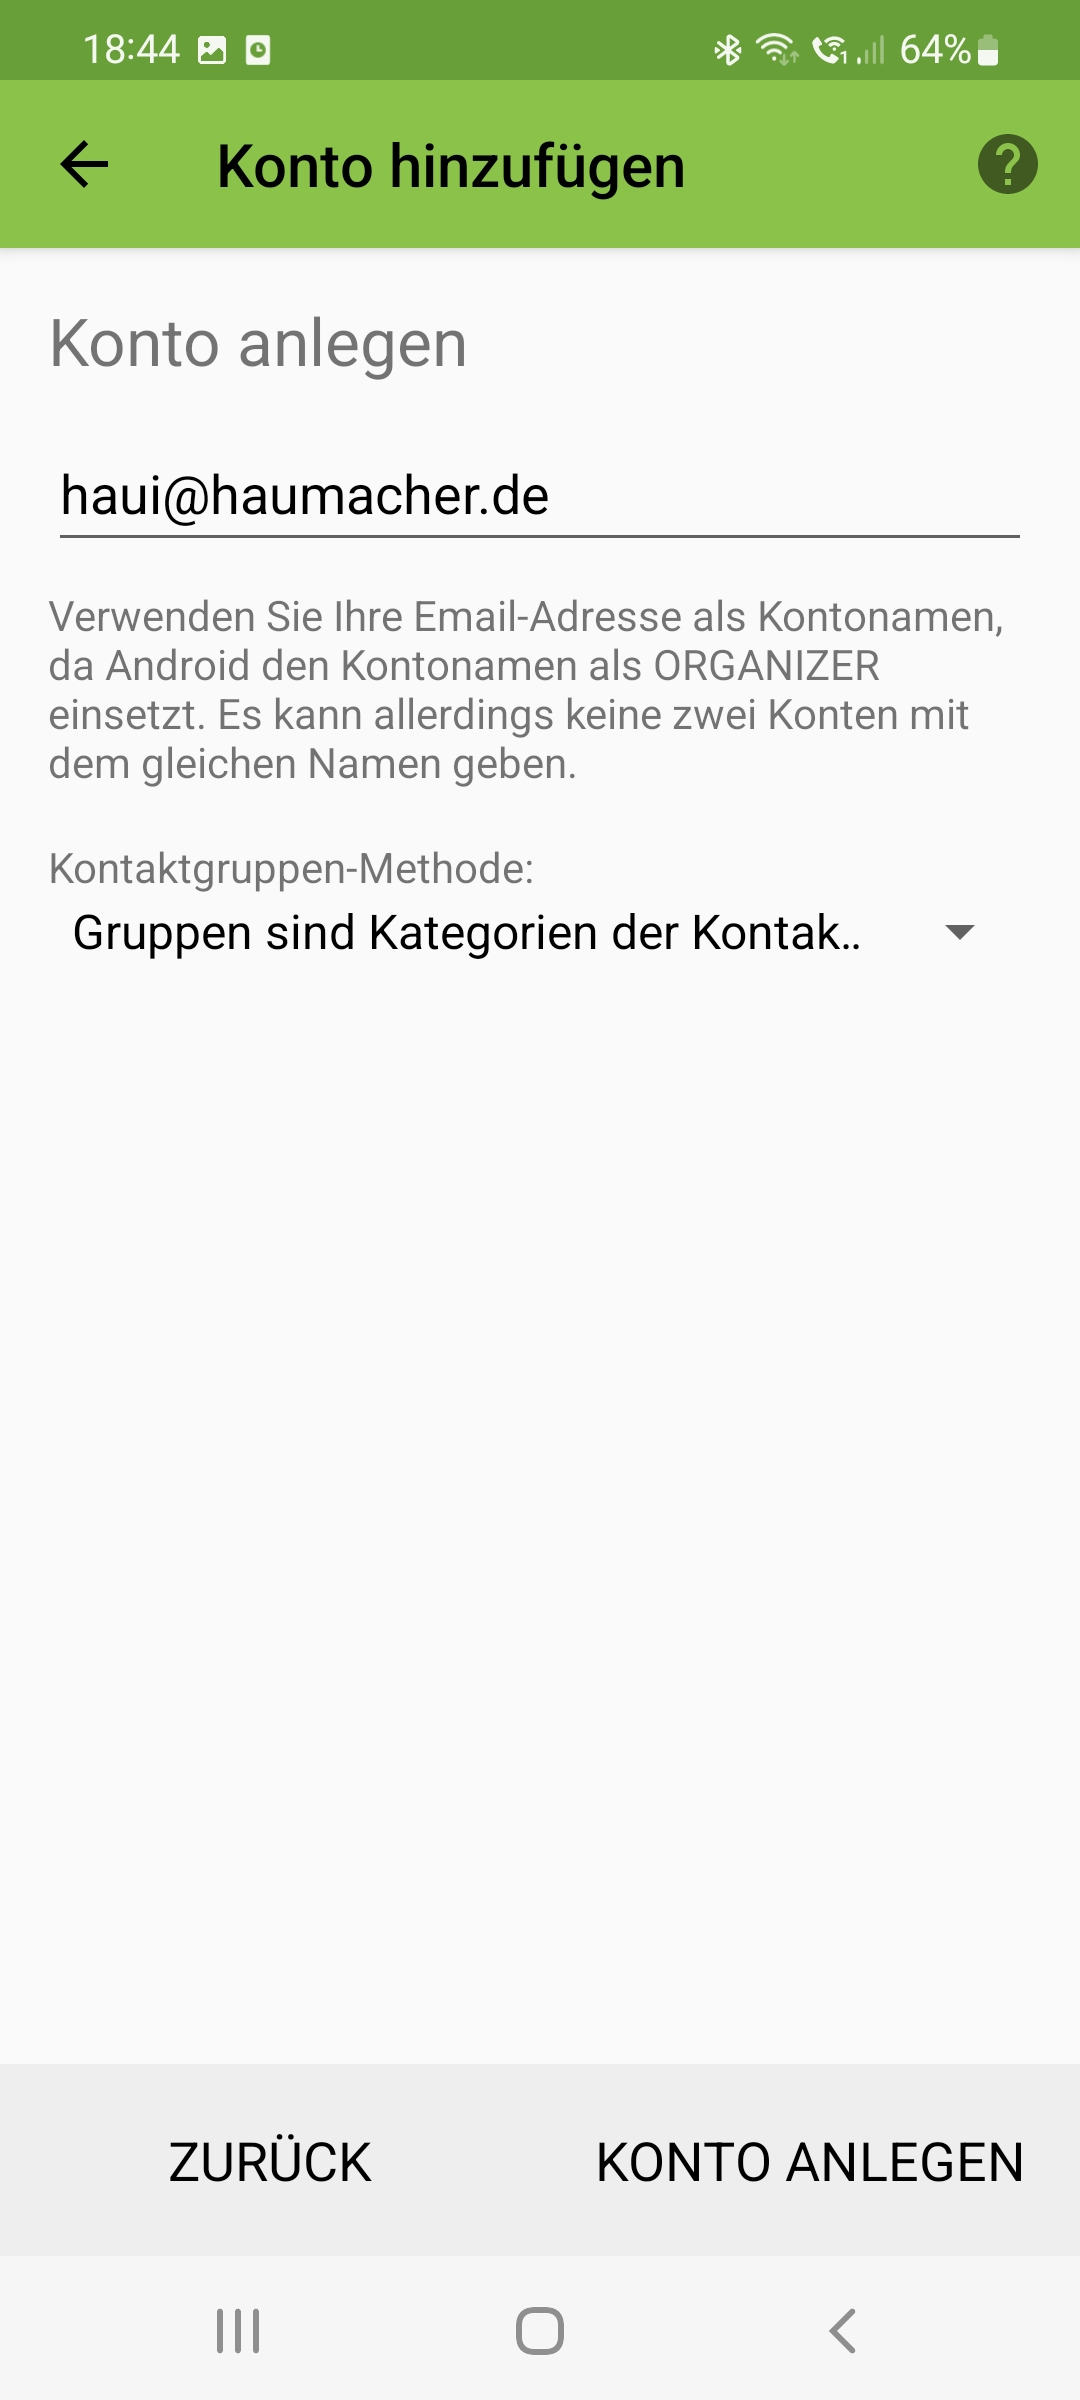 18:44
64%
Konto hinzufügen
?
Konto anlegen
haui@haumacher.de
Verwenden Sie Ihre Email-Adresse als Kontonamen,
da Android den Kontonamen als ORGANIZER
einsetzt. Es kann allerdings keine zwei Konten mit
dem gleichen Namen geben.
Kontaktgruppen-Methode:
Gruppen sind Kategorien der Kontak..
ZURÜCK
KONTO ANLEGEN